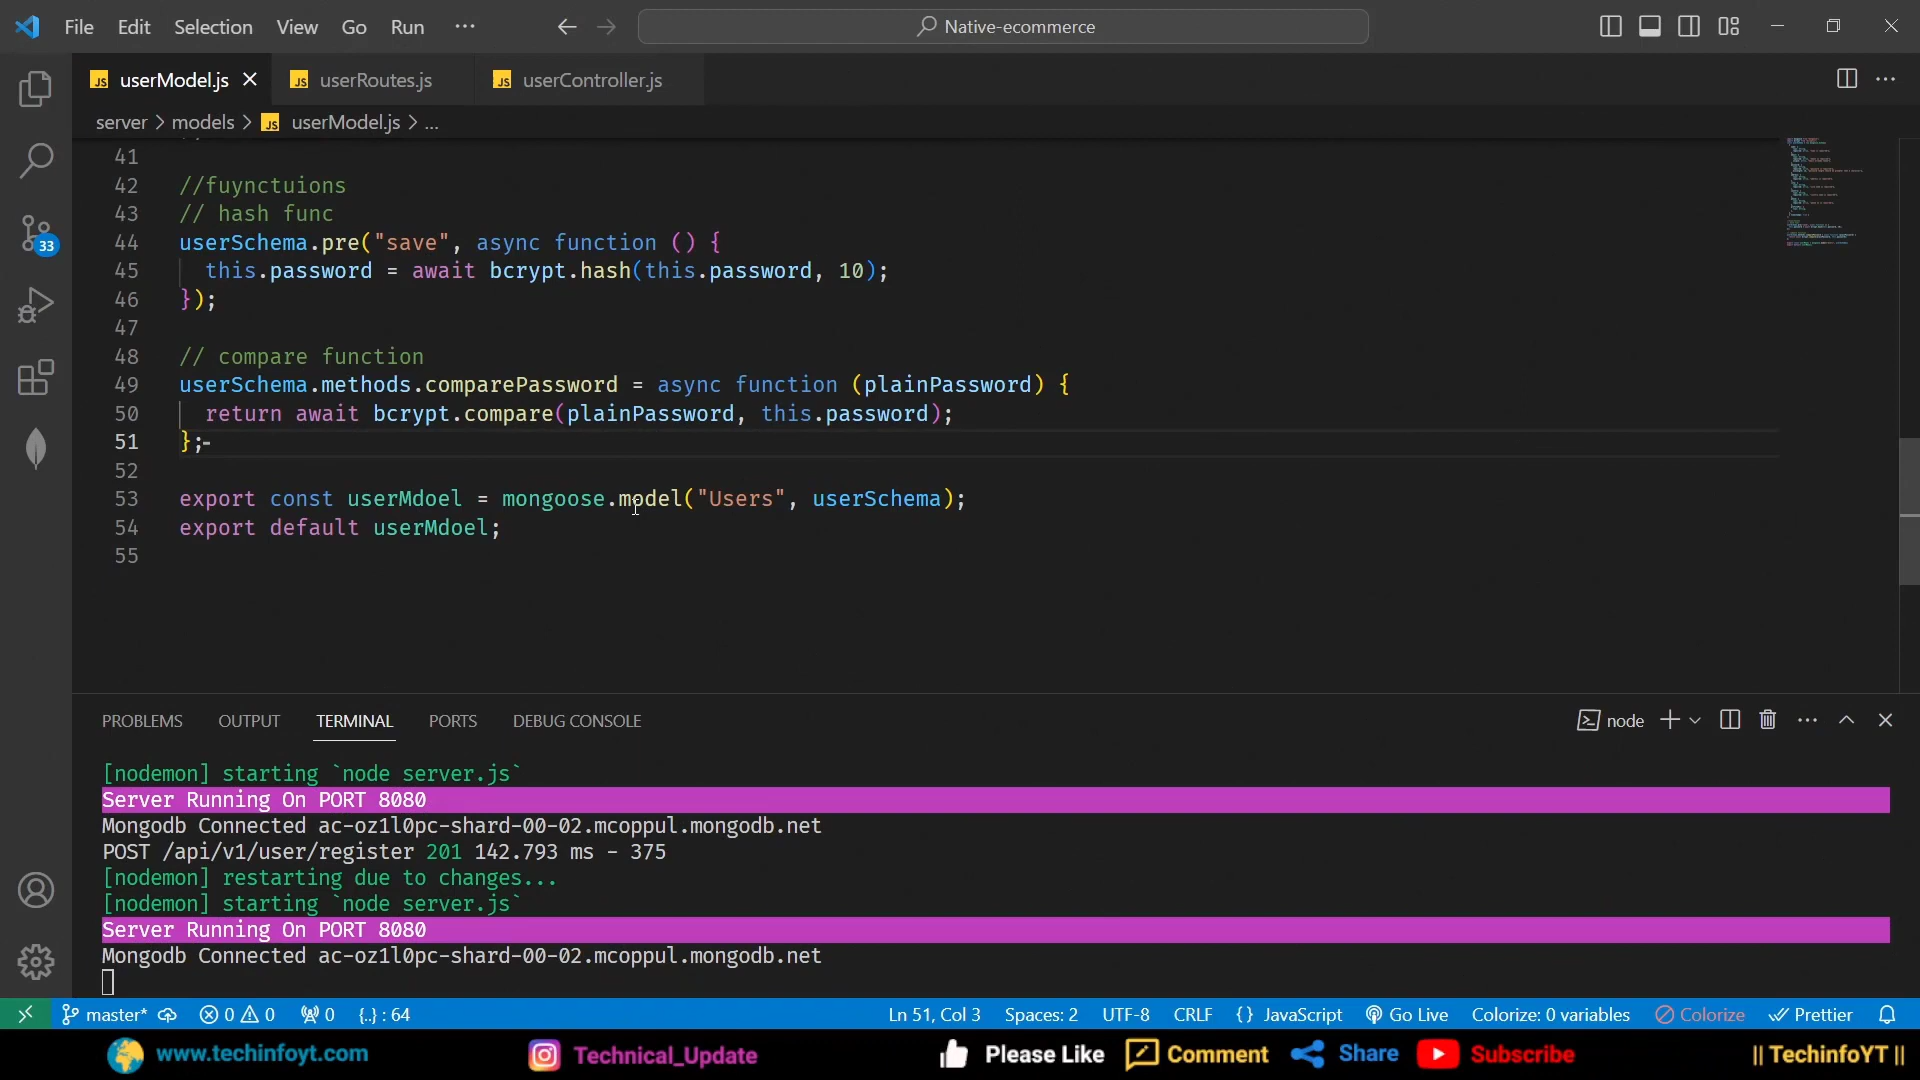 File Edit Selection View Go Run ... Native-ecommerce
JS userModel.js JS userRoutes.js JS userController.js
server > models > JS userModel.js > ...
41
42 //fuynctuions
43 // hash func
44 userSchema.pre("save", async function () {
45 this.password = await bcrypt.hash(this.password, 10);
46 });
47
48 // compare function
49 userSchema.methods.comparePassword = async function (plainPassword) {
50 return await bcrypt.compare(plainPassword, this.password);
51 };
52
53 export const userMdoel = mongoose.model("Users", userSchema);
54 export default userMdoel;
55
33
PROBLEMS OUTPUT TERMINAL PORTS DEBUG CONSOLE node
[nodemon] starting `node server.js`
Server Running On PORT 8080
Mongodb Connected ac-oz1l0pc-shard-00-02.mcoppul.mongodb.net
POST /api/v1/user/register 201 142.793 ms - 375
[nodemon] restarting due to changes...
[nodemon] starting `node server.js`
Server Running On PORT 8080
Mongodb Connected ac-oz1l0pc-shard-00-02.mcoppul.mongodb.net
master* 0 0 0 {..} : 64 Ln 51, Col 3 Spaces: 2 UTF-8 CRLF {} JavaScript Go Live Colorize: 0 variables Colorize Prettier
www.techinfoyt.com Technical_Update Please Like Comment Share Subscribe || TechinfoYT ||